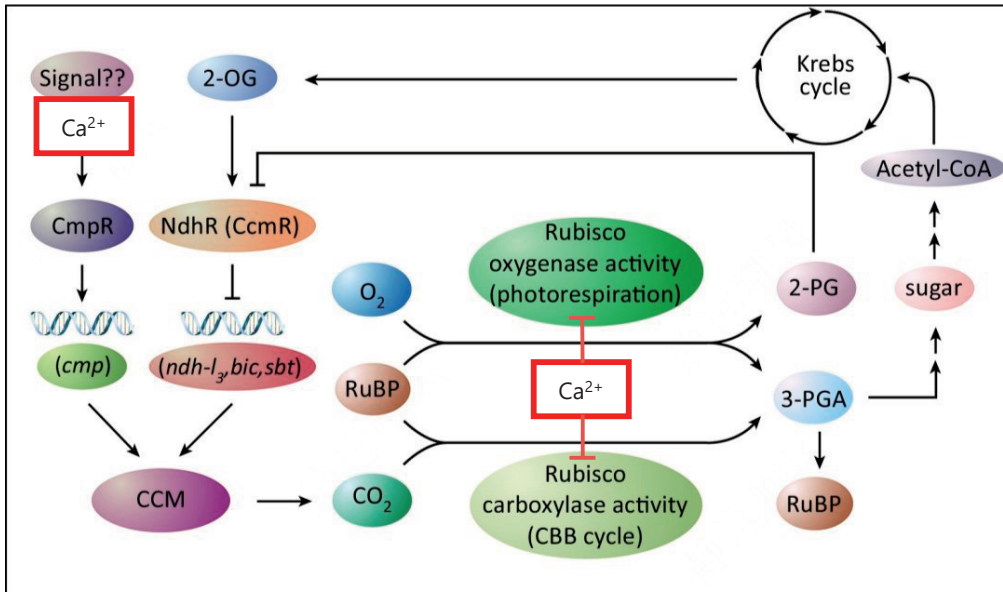 Signal??
Ca²⁺
2-OG
Krebs
cycle
Acetyl-CoA
CmpR
NdhR (CcmR)
Rubisco
oxygenase activity
(photorespiration)
O₂
2-PG
sugar
(cmp)
(ndh-l₃,bic,sbt)
RuBP
Ca²⁺
3-PGA
CCM
CO₂
Rubisco
carboxylase activity
(CBB cycle)
RuBP